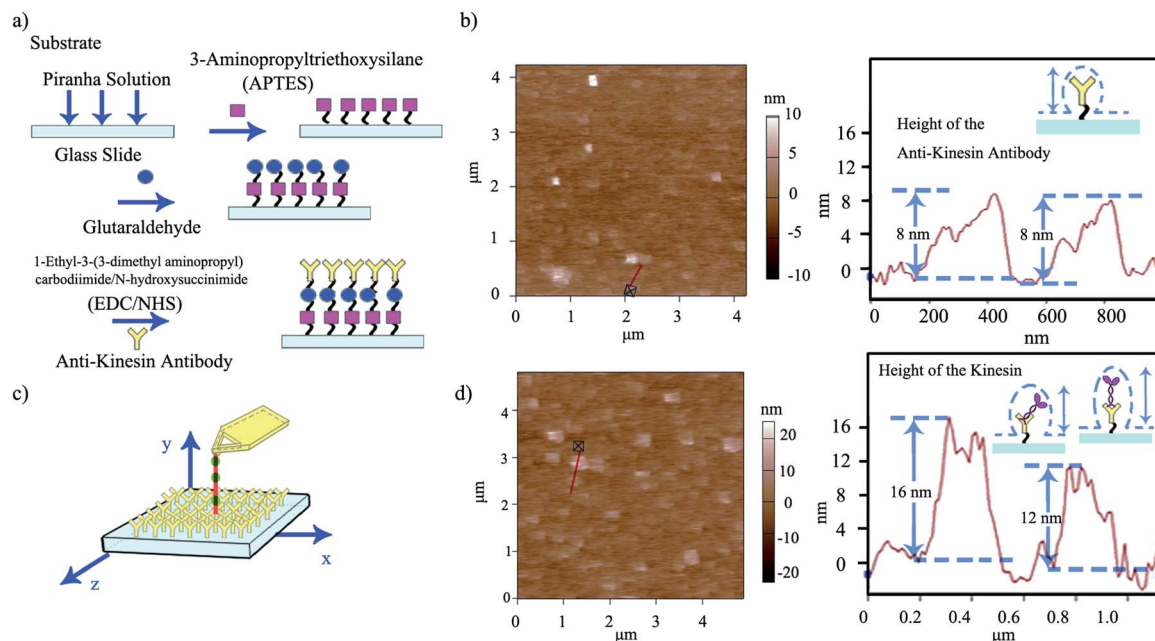 a)
Substrate
Piranha Solution
Glass Slide
3-Aminopropyltriethoxysilane
(APTES)
Glutaraldehyde
1-Ethyl-3-(3-dimethyl aminopropyl)
carbodiimide/N-hydroxysuccinimide
(EDC/NHS)
Anti-Kinesin Antibody
b)
4
3
2
1
0
μm
0 1 2 3 4
μm
nm
10
5
0
-5
-10
Height of the
Anti-Kinesin Antibody
16
12
8
4
0
nm
8 nm
8 nm
0 200 400 600 800
nm
c)
y
x
z
d)
4
3
2
1
0
μm
0 1 2 3 4
μm
nm
20
10
0
-10
-20
Height of the Kinesin
16
12
8
4
0
nm
16 nm
12 nm
0 0.2 0.4 0.6 0.8 1.0
μm